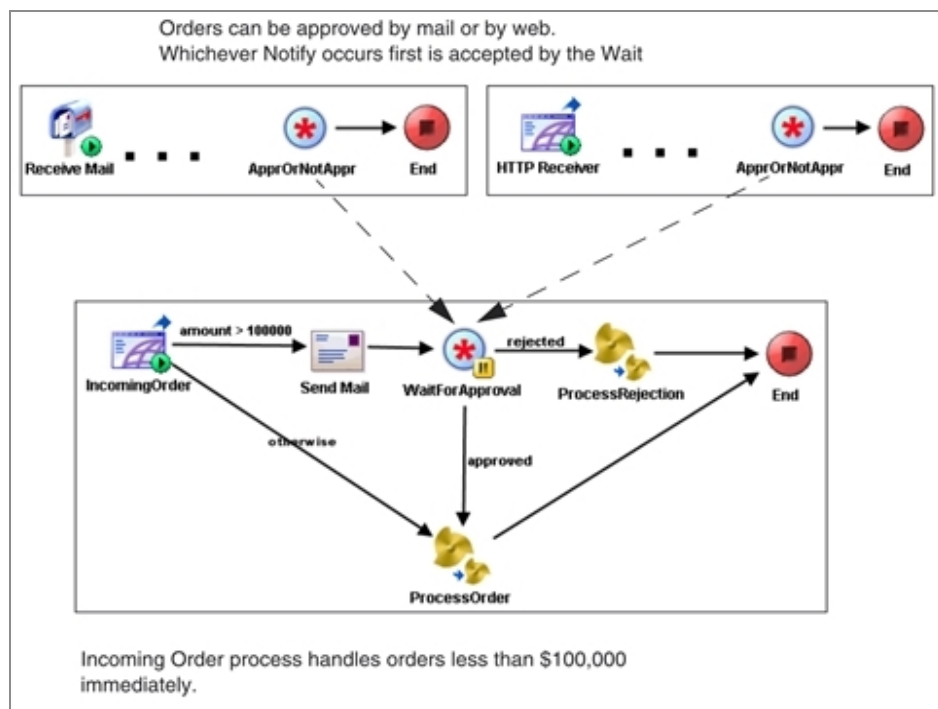 Orders can be approved by mail or by web.
Whichever Notify occurs first is accepted by the Wait
Receive Mail
ApprOrNotAppr
End
HTTP Receiver
ApprOrNotAppr
End
amount > 100000
rejected
IncomingOrder
Send Mail
WaitForApproval
ProcessRejection
End
otherwise
approved
ProcessOrder
Incoming Order process handles orders less than $100,000
immediately.